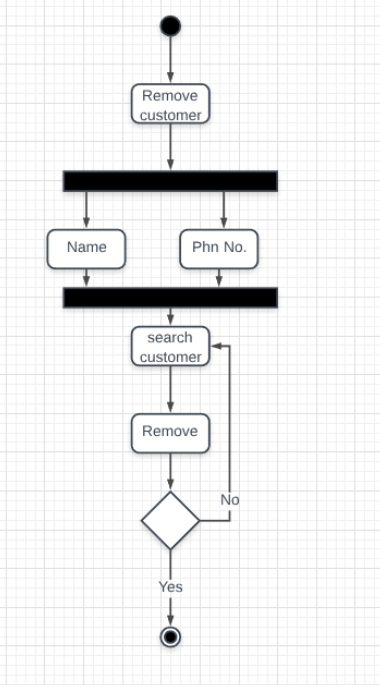 Remove
customer
Name
Phn No.
search
customer
Remove
No
Yes